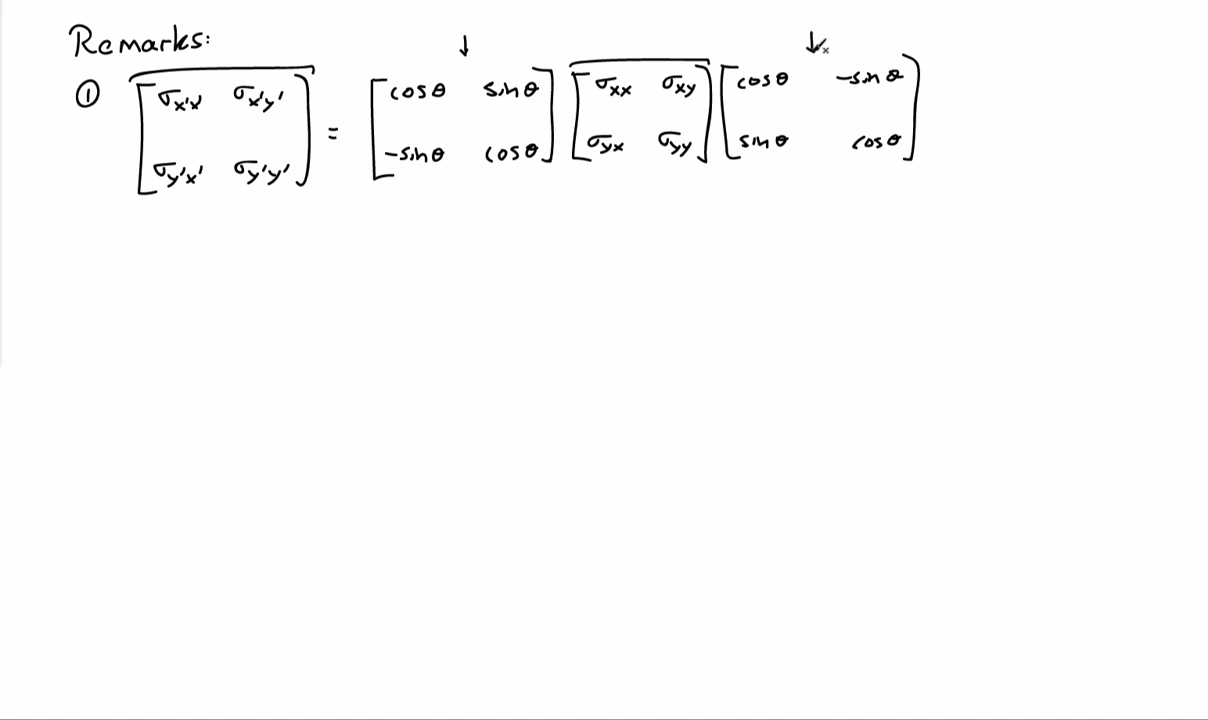 Remarks:
① [σx'x' σx'y' ; σy'x' σy'y'] = [cosθ sinθ ; -sinθ cosθ] [σxx σxy ; σyx σyy] [cosθ -sinθ ; sinθ cosθ]